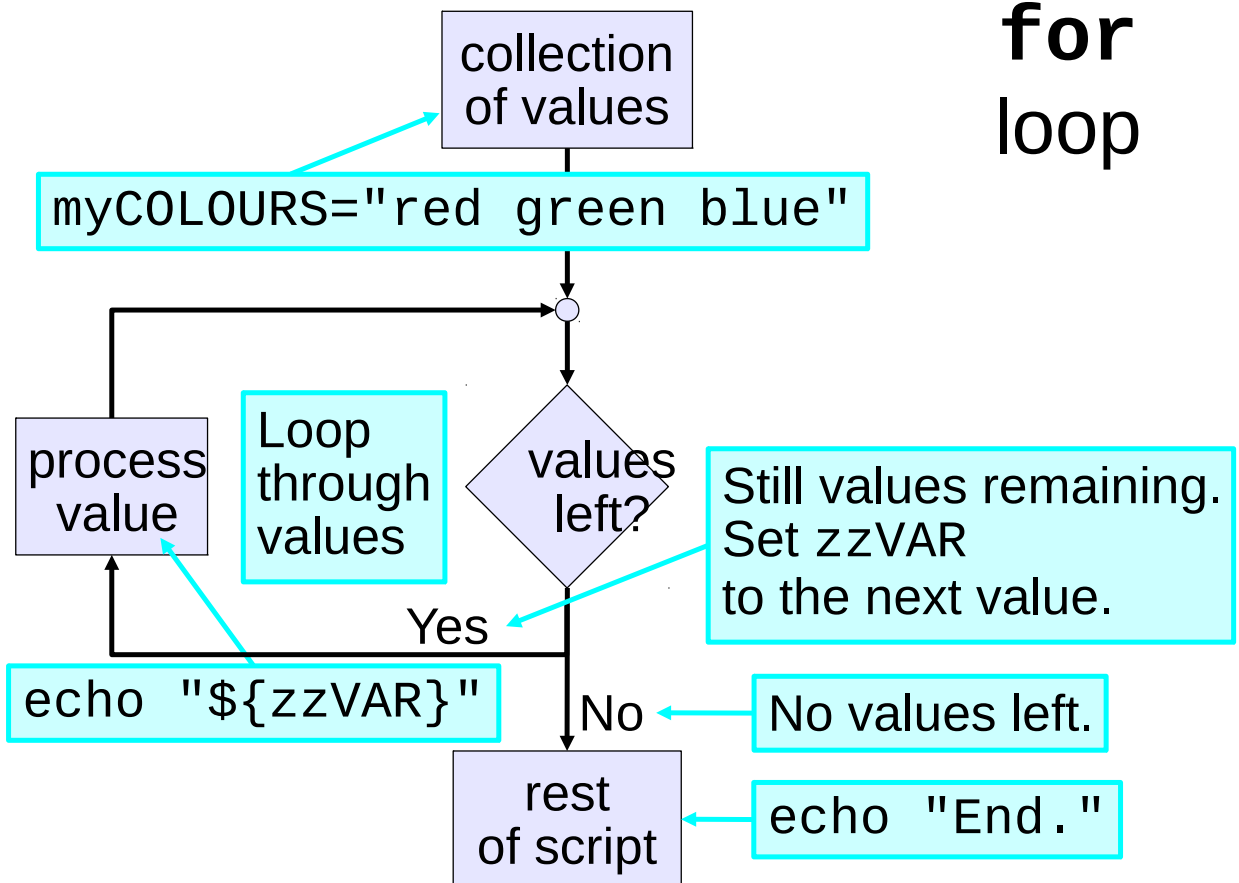 for
loop
collection
of values
myCOLOURS="red green blue"
process
value
Loop
through
values
values
left?
Still values remaining.
Set zzVAR
to the next value.
Yes
echo "${zzVAR}"
No
No values left.
rest
of script
echo "End."